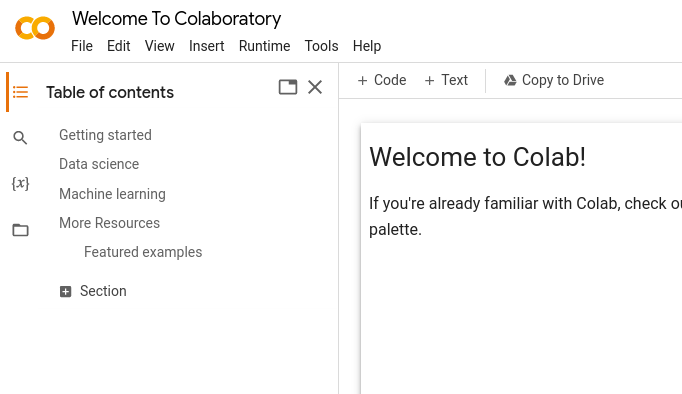 Welcome To Colaboratory
File Edit View Insert Runtime Tools Help
Table of contents
Getting started
Data science
Machine learning
More Resources
Featured examples
Section
{x}
+ Code + Text Copy to Drive
Welcome to Colab!
If you're already familiar with Colab, check
palette.